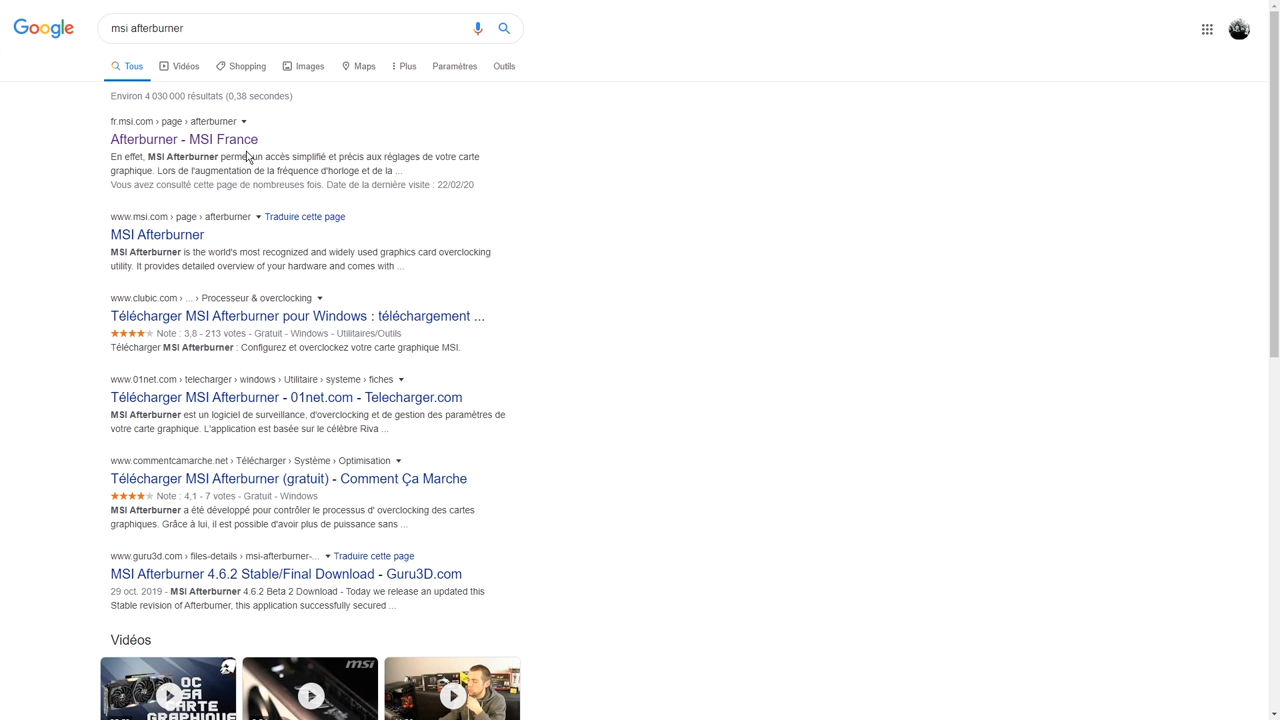 Google
msi afterburner
Tous Vidéos Shopping Images Maps Plus Paramètres Outils
Environ 4 030 000 résultats (0,38 secondes)
fr.msi.com › page › afterburner
Afterburner - MSI France
En effet, MSI Afterburner permet un accès simplifié et précis aux réglages de votre carte
graphique. Lors de l'augmentation de la fréquence d'horloge et de la ...
Vous avez consulté cette page de nombreuses fois. Date de la dernière visite : 22/02/20
www.msi.com › page › afterburner Traduire cette page
MSI Afterburner
MSI Afterburner is the world's most recognized and widely used graphics card overclocking
utility. It provides detailed overview of your hardware and comes with ...
www.clubic.com › ... › Processeur & overclocking
Télécharger MSI Afterburner pour Windows : téléchargement ...
Note : 3,8 - 213 votes - Gratuit - Windows - Utilitaires/Outils
Télécharger MSI Afterburner : Configurez et overclockez votre carte graphique MSI.
www.01net.com › telecharger › windows › Utilitaire › systeme › fiches
Télécharger MSI Afterburner - 01net.com - Telecharger.com
MSI Afterburner est un logiciel de surveillance, d'overclocking et de gestion des paramètres de
votre carte graphique. L'application est basée sur le célèbre Riva ...
www.commentcamarche.net › Télécharger › Système › Optimisation
Télécharger MSI Afterburner (gratuit) - Comment Ça Marche
Note : 4,1 - 7 votes - Gratuit - Windows
MSI Afterburner a été développé pour contrôler le processus d' overclocking des cartes
graphiques. Grâce à lui, il est possible d'avoir plus de puissance sans ...
www.guru3d.com › files-details › msi-afterburner-... Traduire cette page
MSI Afterburner 4.6.2 Stable/Final Download - Guru3D.com
29 oct. 2019 - MSI Afterburner 4.6.2 Beta 2 Download - Today we release an updated this
Stable revision of Afterburner, this application successfully secured ...
Vidéos
OC
SA
CARTE
GRAPHIQUE
msi